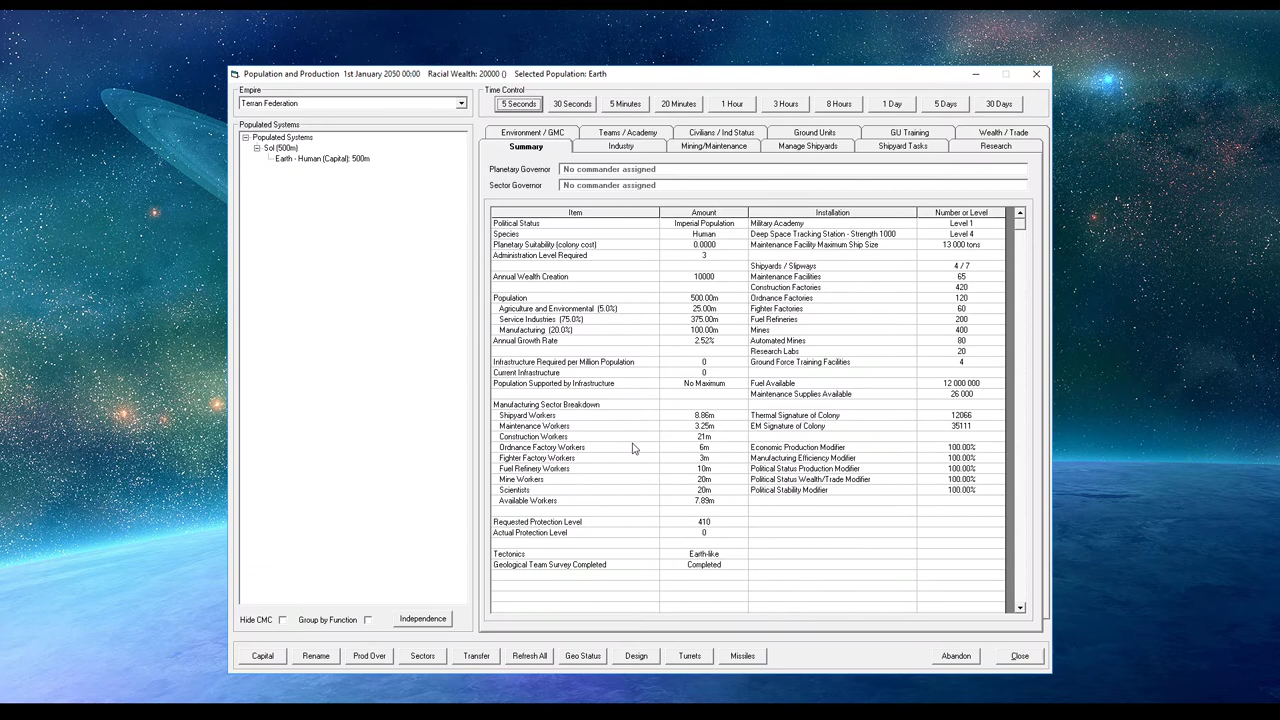 Population and Production 1st January 2050 00:00 Racial Wealth: 20000 () Selected Population: Earth
Empire
Terran Federation
Populated Systems
Populated Systems
Sol (500m)
Earth - Human (Capital): 500m
Hide CMC
Group by Function
Independence
Time Control
5 Seconds 30 Seconds 5 Minutes 20 Minutes 1 Hour 3 Hours 8 Hours 1 Day 5 Days 30 Days
Environment / GMC Teams / Academy Civilians / Ind Status Ground Units GU Training Wealth / Trade
Summary Industry Mining/Maintenance Manage Shipyards Shipyard Tasks Research
Planetary Governor No commander assigned
Sector Governor No commander assigned
Item Amount Installation Number or Level
Political Status Imperial Population Military Academy Level 1
Species Human Deep Space Tracking Station - Strength 1000 Level 4
Planetary Suitability (colony cost) 0.0000 Maintenance Facility Maximum Ship Size 13 000 tons
Administration Level Required 3
Shipyards / Slipways 4 / 7
Annual Wealth Creation 10000 Maintenance Facilities 65
Construction Factories 420
Population 500.00m Ordnance Factories 120
Agriculture and Environmental (5.0%) 25.00m Fighter Factories 60
Service Industries (75.0%) 375.00m Fuel Refineries 200
Manufacturing (20.0%) 100.00m Mines 400
Annual Growth Rate 2.52% Automated Mines 80
Research Labs 20
Infrastructure Required per Million Population 0 Ground Force Training Facilities 4
Current Infrastructure 0
Population Supported by Infrastructure No Maximum Fuel Available 12 000 000
Maintenance Supplies Available 26 000
Manufacturing Sector Breakdown
Shipyard Workers 8.86m Thermal Signature of Colony 12066
Maintenance Workers 3.25m EM Signature of Colony 35111
Construction Workers 21m
Ordnance Factory Workers 6m Economic Production Modifier 100.00%
Fighter Factory Workers 3m Manufacturing Efficiency Modifier 100.00%
Fuel Refinery Workers 10m Political Status Production Modifier 100.00%
Mine Workers 20m Political Status Wealth/Trade Modifier 100.00%
Scientists 20m Political Stability Modifier 100.00%
Available Workers 7.89m
Requested Protection Level 410
Actual Protection Level 0
Tectonics Earth-like
Geological Team Survey Completed Completed
Capital Rename Prod Over Sectors Transfer Refresh All Geo Status Design Turrets Missiles Abandon Close